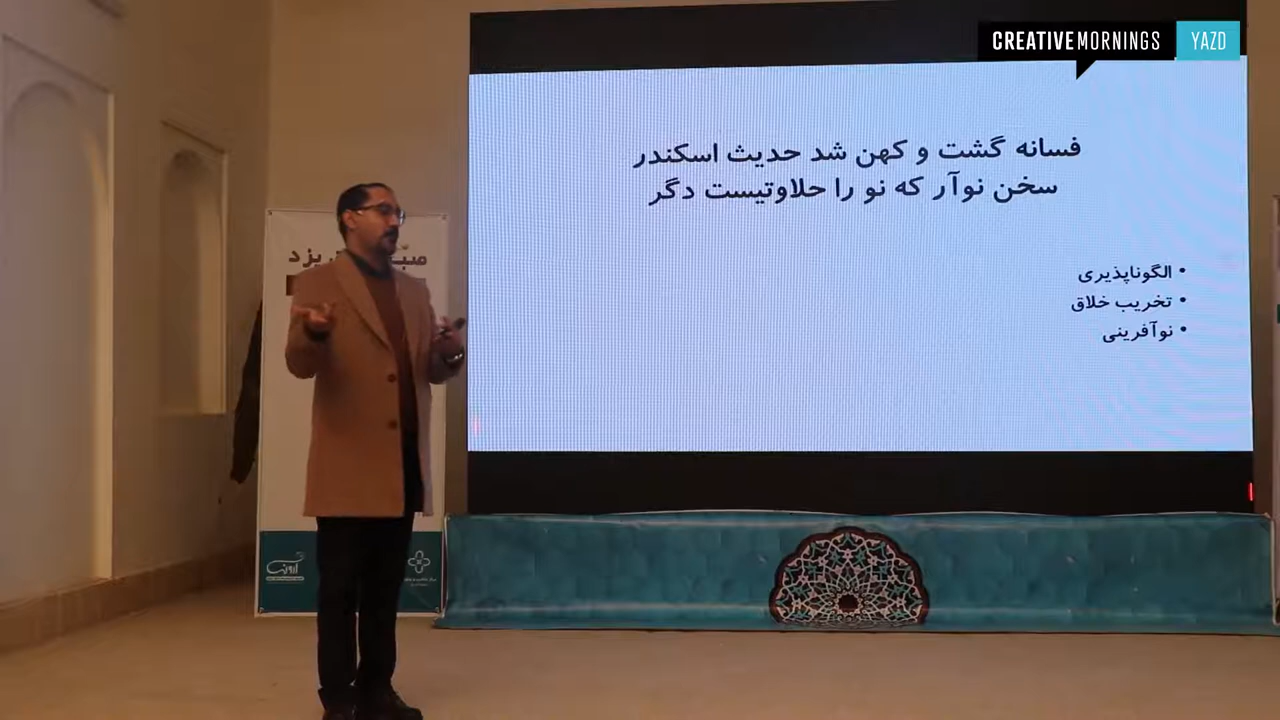 CREATIVEMORNINGS YAZD
فسانه گشت و کهن شد حدیث اسکندر
سخن نوآر که نو را حلاوتیست دگر
• الگوناپذیری
• تخریب خلاق
• نوآفرینی
یزد